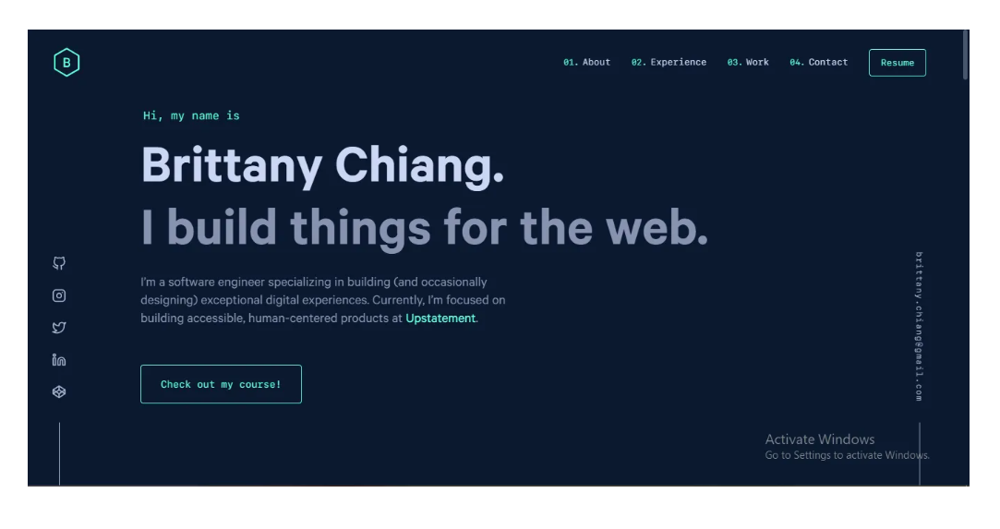 B
01. About 02. Experience 03. Work 04. Contact Resume
Hi, my name is
Brittany Chiang.
I build things for the web.
I'm a software engineer specializing in building (and occasionally
designing) exceptional digital experiences. Currently, I'm focused on
building accessible, human-centered products at Upstatement.
Check out my course!
brittany.chiang@gmail.com
Activate Windows
Go to Settings to activate Windows.